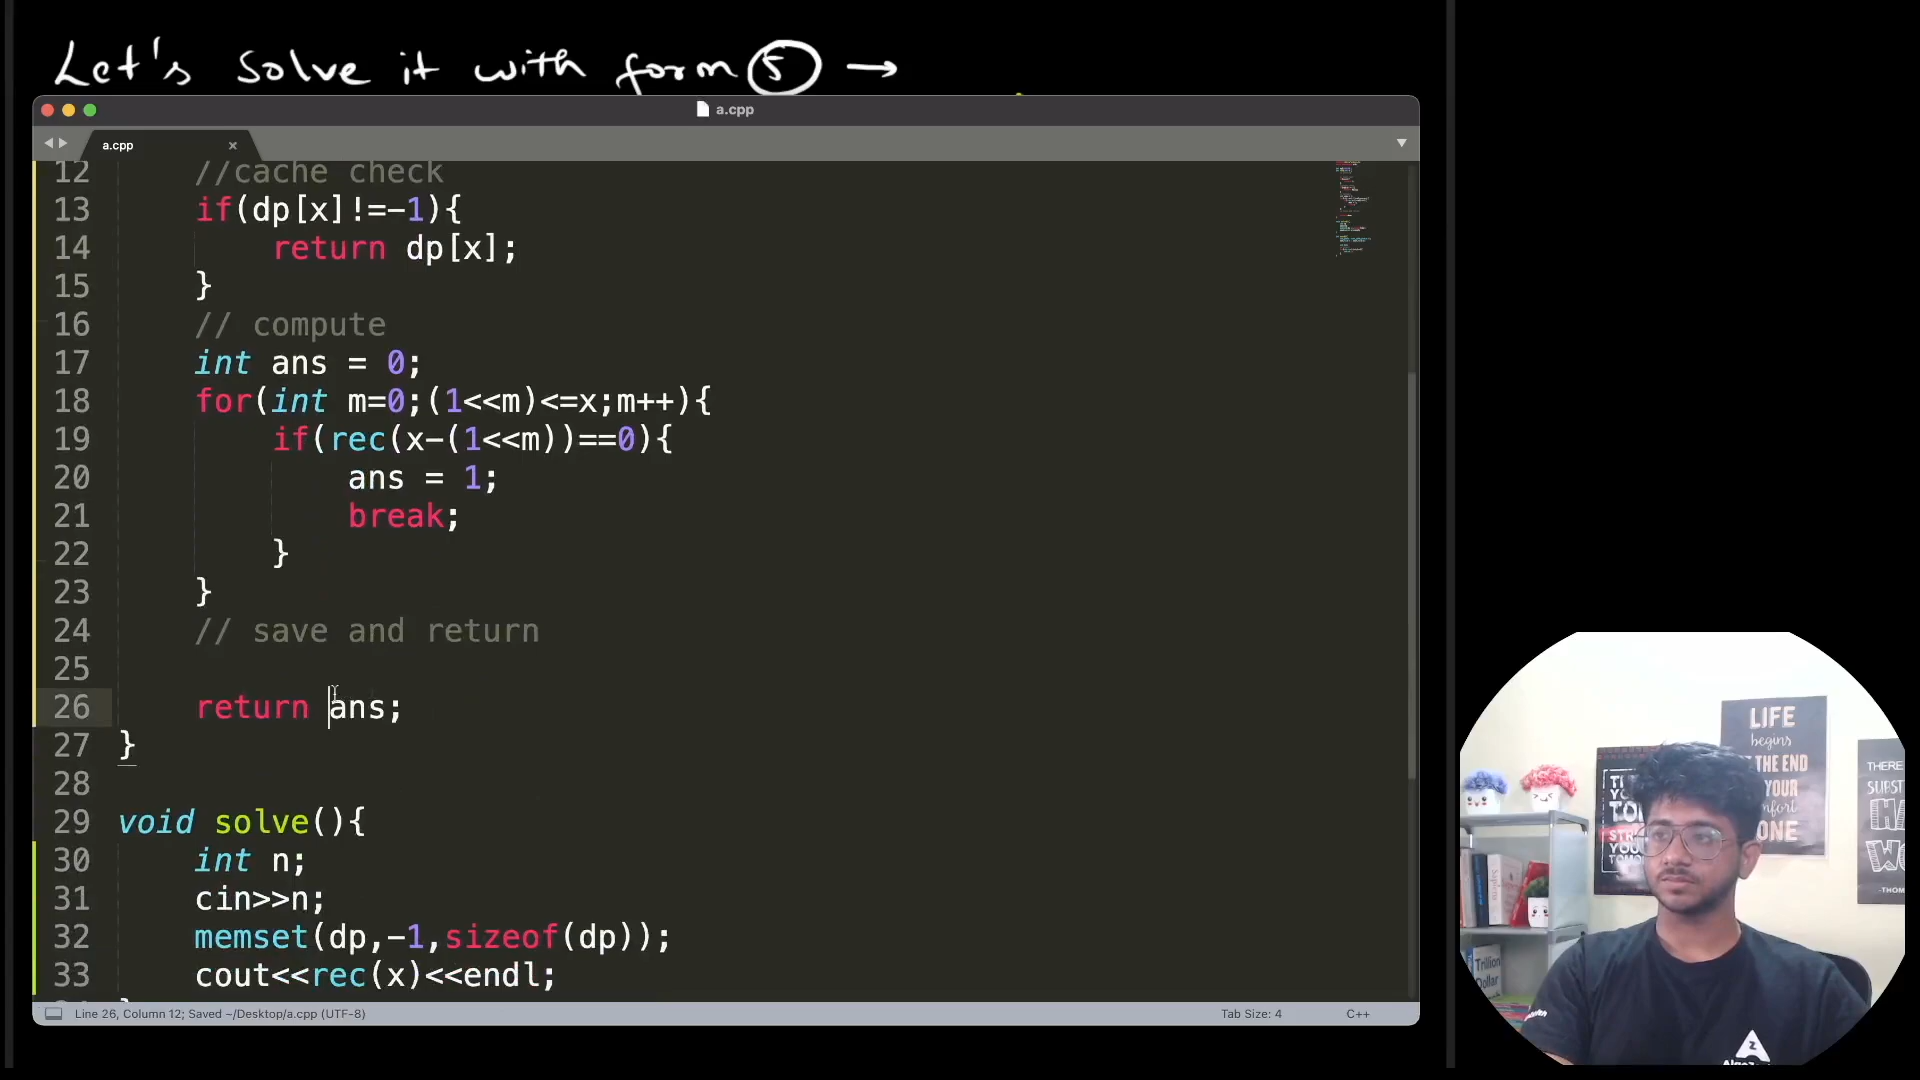 Let's solve it with form 5 →
a.cpp
a.cpp
12 //cache check
13 if(dp[x]!=-1){
14 return dp[x];
15 }
16 // compute
17 int ans = 0;
18 for(int m=0;(1<<m)<=x;m++){
19 if(rec(x-(1<<m))==0){
20 ans = 1;
21 break;
22 }
23 }
24 // save and return
25
26 return ans;
27 }
28
29 void solve(){
30 int n;
31 cin>>n;
32 memset(dp,-1,sizeof(dp));
33 cout<<rec(x)<<endl;
Line 26, Column 12; Saved ~/Desktop/a.cpp (UTF-8)
Tab Size: 4
C++
LIFE
begins
THE END
YOUR
ONE
THERE
SUBST
Trillion
Dollar